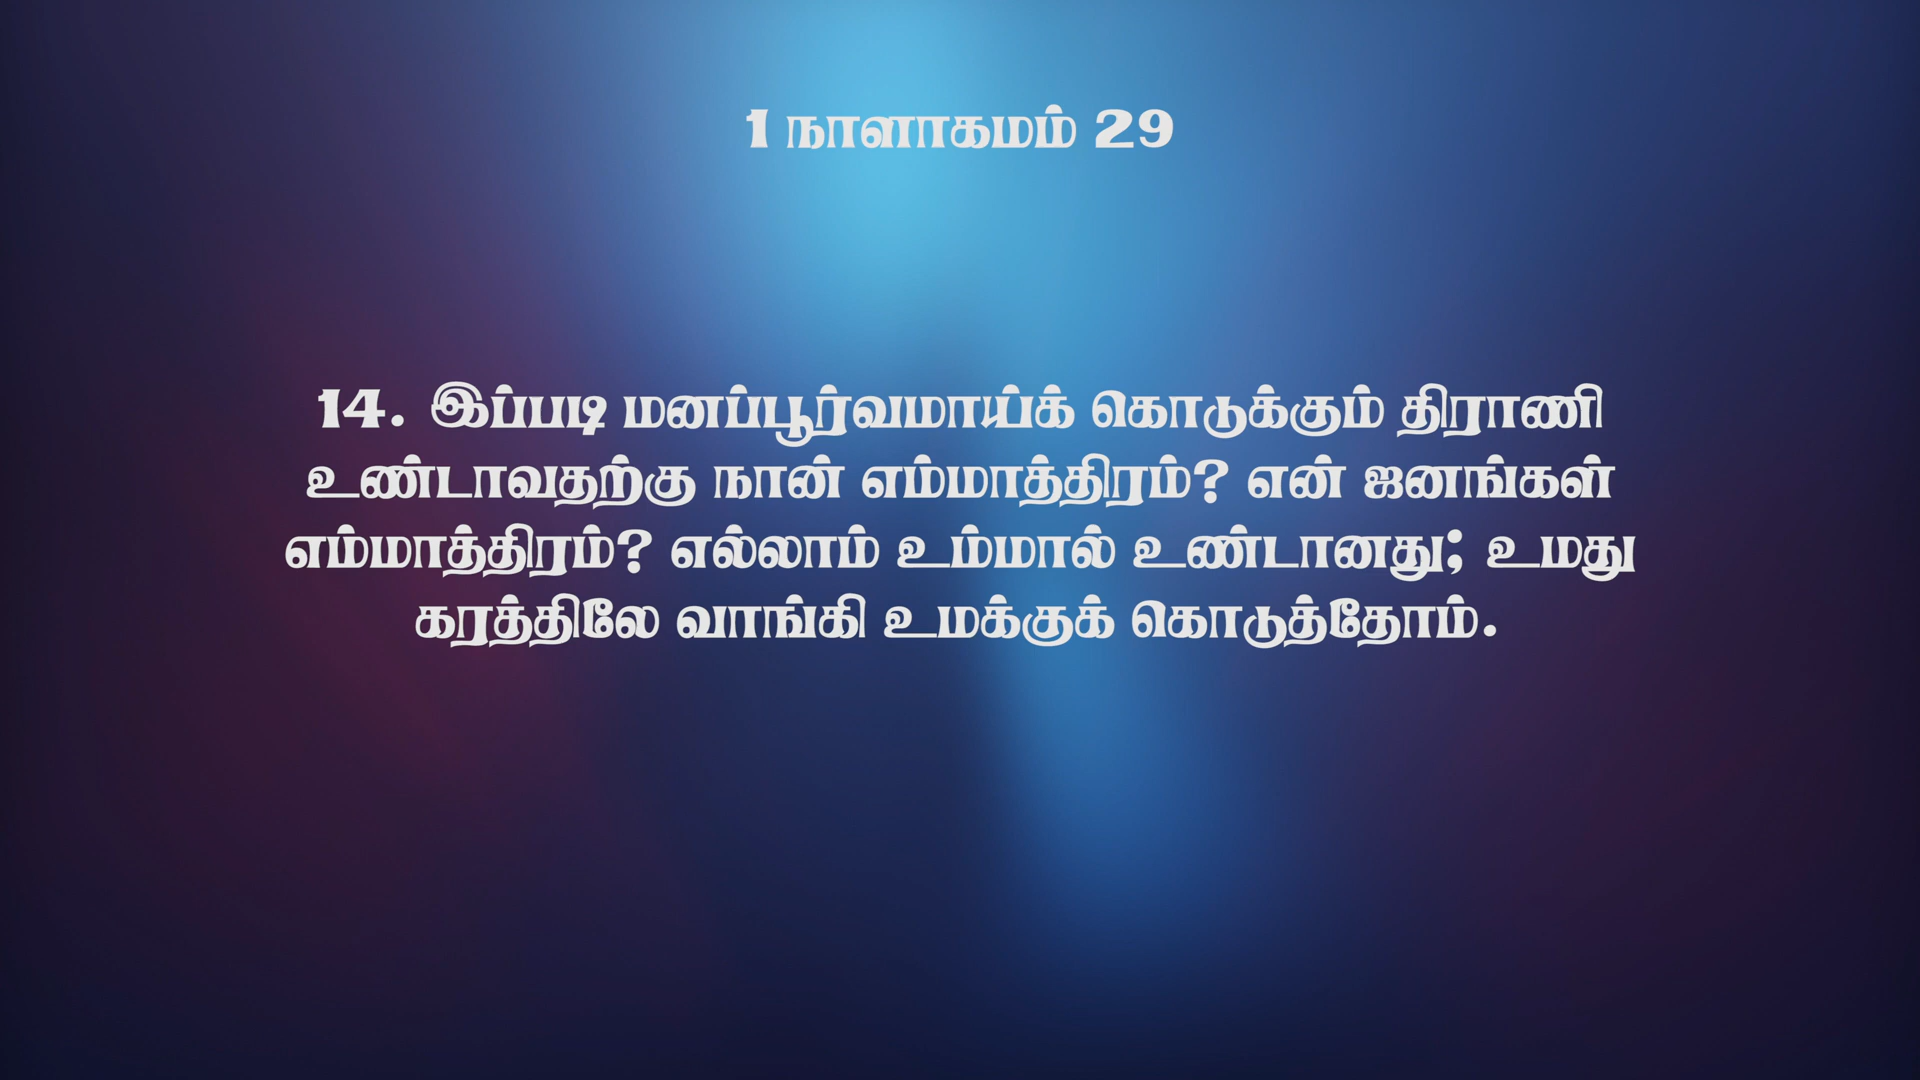 1 நாளாகமம் 29
14. இப்படி மனப்பூர்வமாய்க் கொடுக்கும் திராணி
உண்டாவதற்கு நான் எம்மாத்திரம்? என் ஜனங்கள்
எம்மாத்திரம்? எல்லாம் உம்மால் உண்டானது; உமது
கரத்திலே வாங்கி உமக்குக் கொடுத்தோம்.